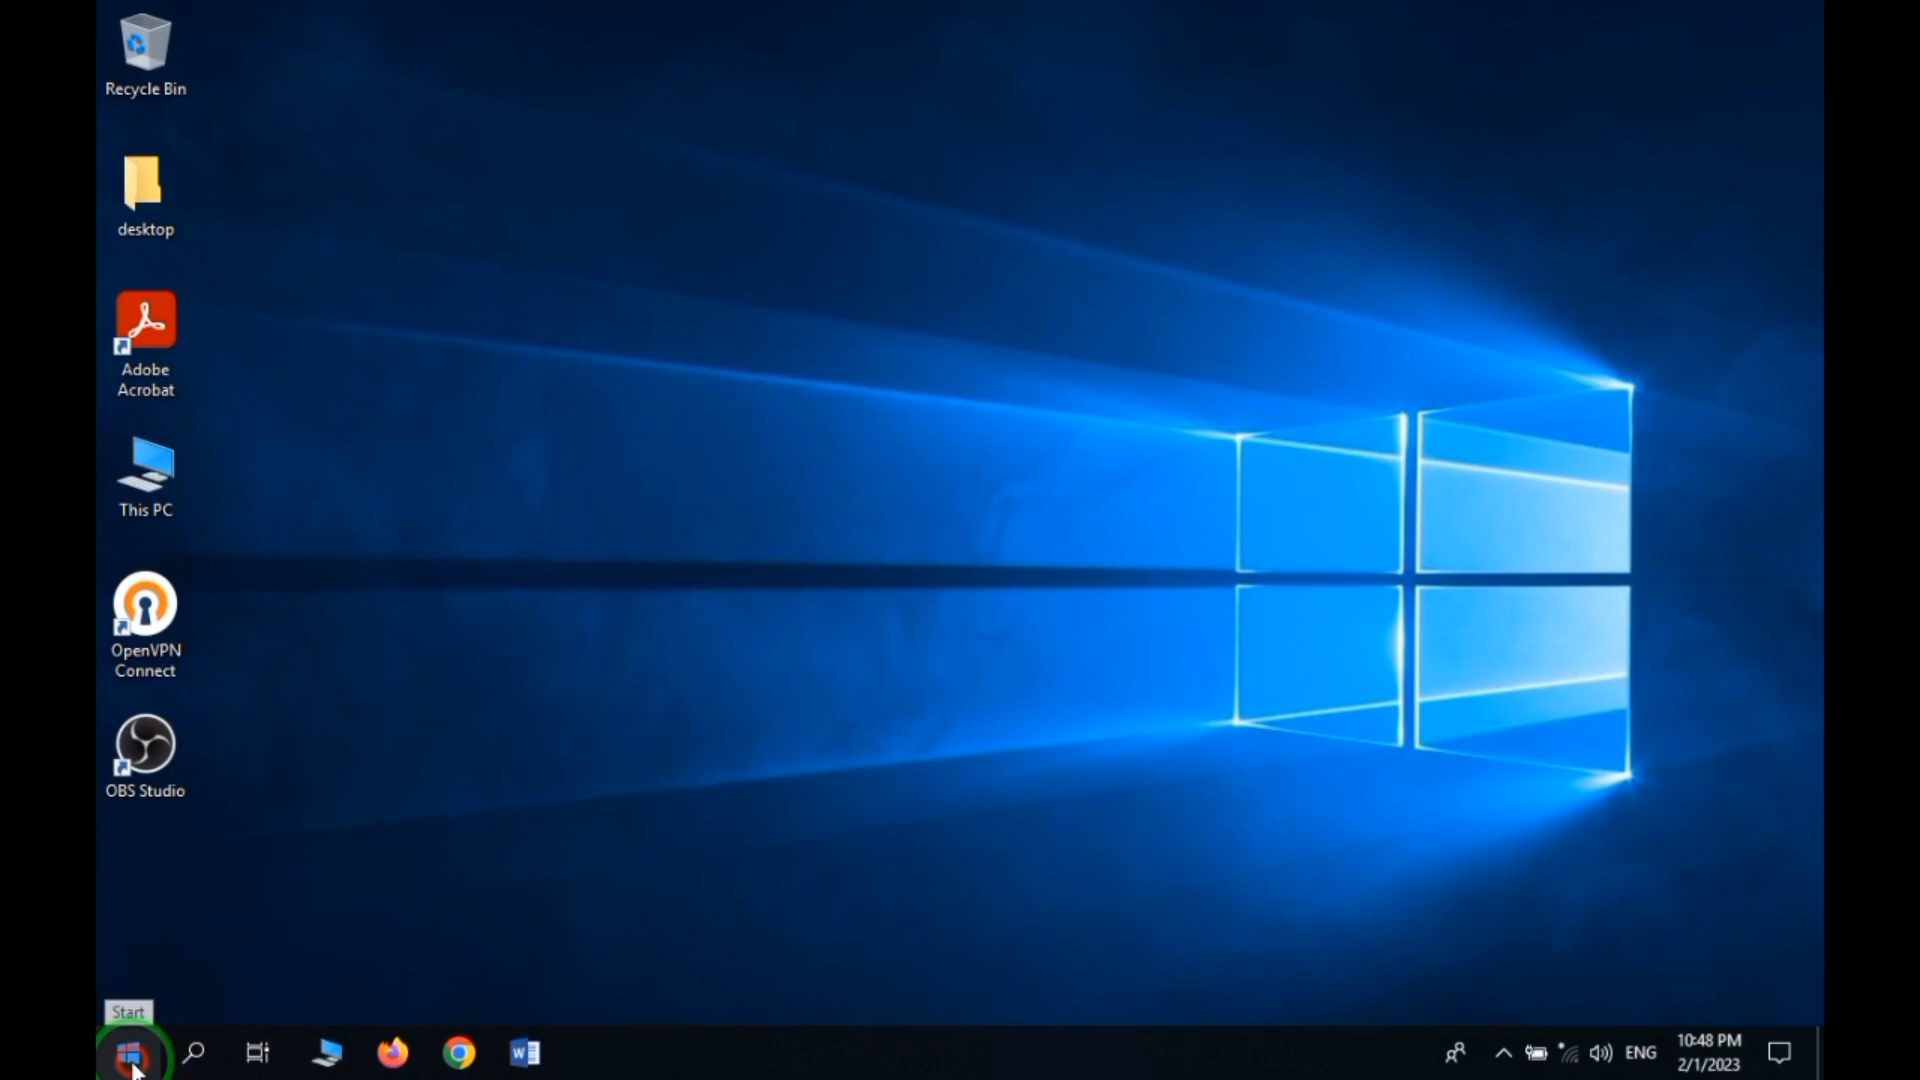 Recycle Bin
desktop
Adobe
Acrobat
This PC
OpenVPN
Connect
OBS Studio
Start
W
ENG
10:48 PM
2/1/2023